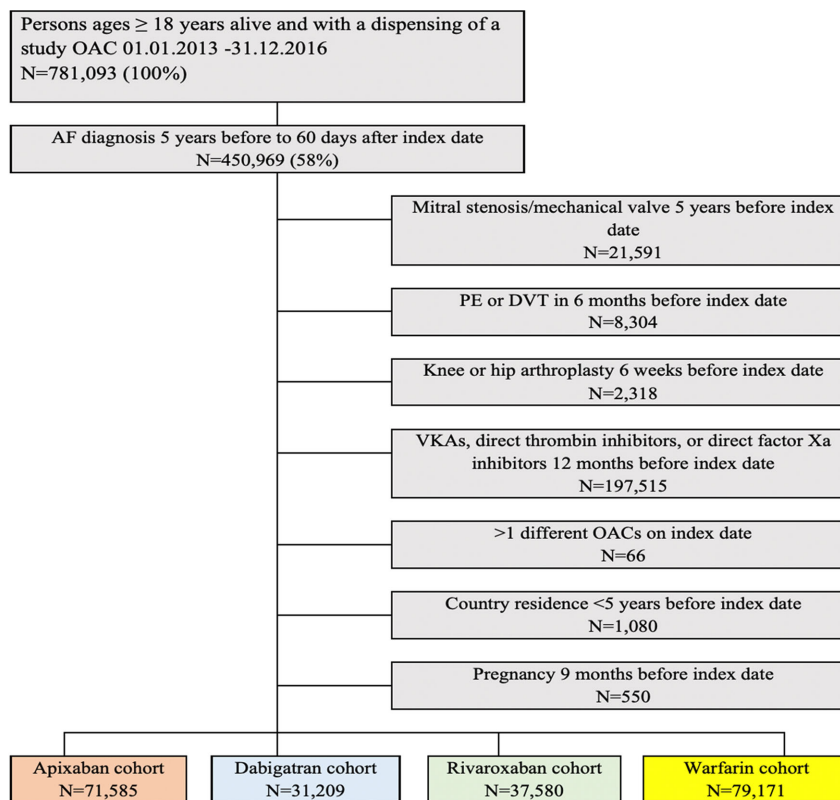 Persons ages ≥ 18 years alive and with a dispensing of a
study OAC 01.01.2013 -31.12.2016
N=781,093 (100%)
AF diagnosis 5 years before to 60 days after index date
N=450,969 (58%)
Mitral stenosis/mechanical valve 5 years before index
date
N=21,591
PE or DVT in 6 months before index date
N=8,304
Knee or hip arthroplasty 6 weeks before index date
N=2,318
VKAs, direct thrombin inhibitors, or direct factor Xa
inhibitors 12 months before index date
N=197,515
>1 different OACs on index date
N=66
Country residence <5 years before index date
N=1,080
Pregnancy 9 months before index date
N=550
Apixaban cohort
N=71,585
Dabigatran cohort
N=31,209
Rivaroxaban cohort
N=37,580
Warfarin cohort
N=79,171